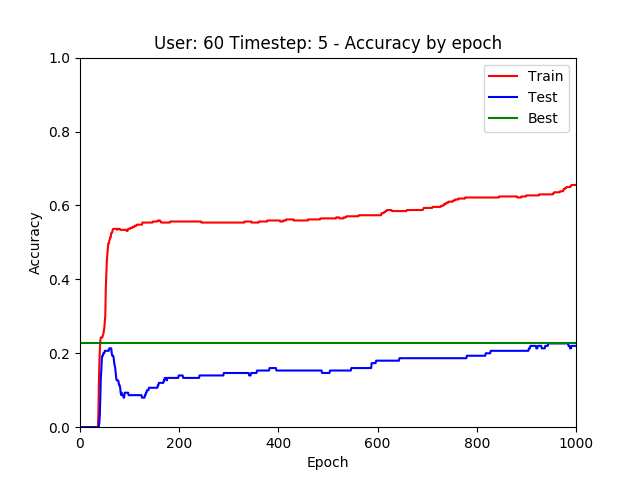 User: 60 Timestep: 5 - Accuracy by epoch
1.0
0.8
0.6
0.4
0.2
0.0
Accuracy
Train
Test
Best
0 200 400 600 800 1000
Epoch